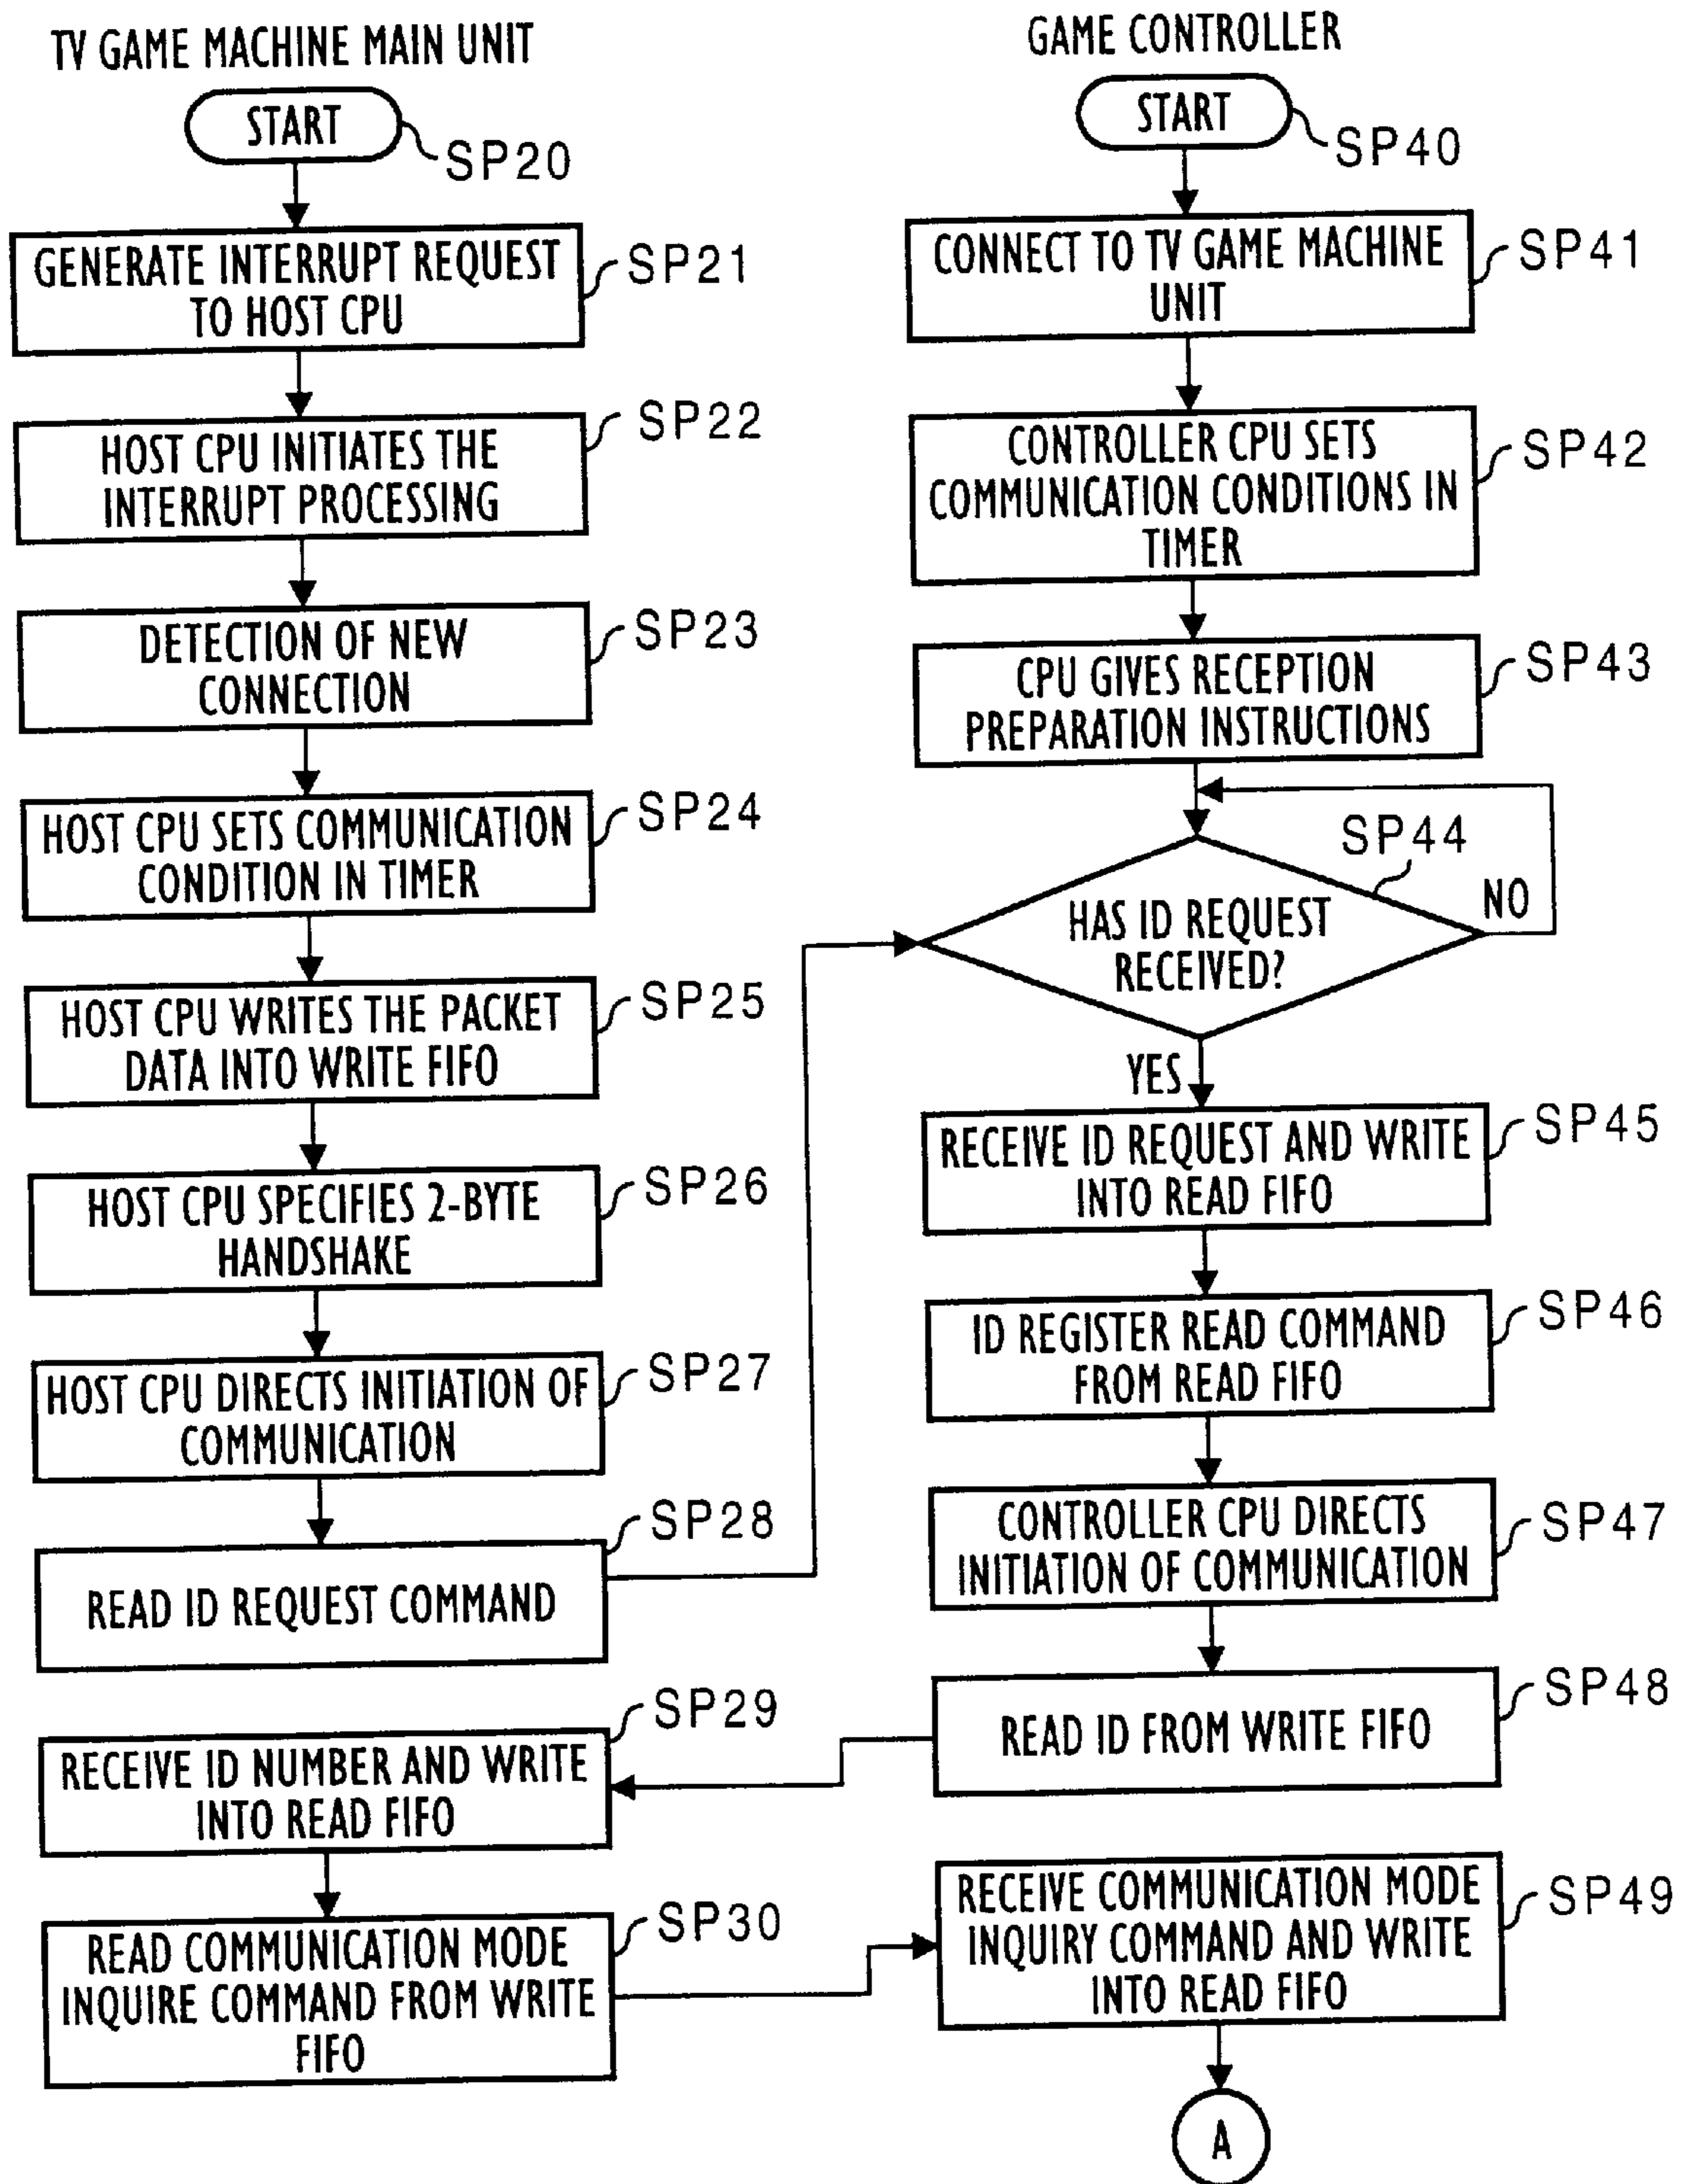 TV GAME MACHINE MAIN UNIT
START
SP20
GENERATE INTERRUPT REQUEST
TO HOST CPU
SP21
HOST CPU INITIATES THE
INTERRUPT PROCESSING
SP22
DETECTION OF NEW
CONNECTION
SP23
HOST CPU SETS COMMUNICATION
CONDITION IN TIMER
SP24
HOST CPU WRITES THE PACKET
DATA INTO WRITE FIFO
SP25
HOST CPU SPECIFIES 2-BYTE
HANDSHAKE
SP26
HOST CPU DIRECTS INITIATION OF
COMMUNICATION
SP27
READ ID REQUEST COMMAND
SP28
RECEIVE ID NUMBER AND WRITE
INTO READ FIFO
SP29
READ COMMUNICATION MODE
INQUIRE COMMAND FROM WRITE
FIFO
SP30
GAME CONTROLLER
START
SP40
CONNECT TO TV GAME MACHINE
UNIT
SP41
CONTROLLER CPU SETS
COMMUNICATION CONDITIONS IN
TIMER
SP42
CPU GIVES RECEPTION
PREPARATION INSTRUCTIONS
SP43
SP44
HAS ID REQUEST
RECEIVED?
NO
YES
RECEIVE ID REQUEST AND WRITE
INTO READ FIFO
SP45
ID REGISTER READ COMMAND
FROM READ FIFO
SP46
CONTROLLER CPU DIRECTS
INITIATION OF COMMUNICATION
SP47
READ ID FROM WRITE FIFO
SP48
RECEIVE COMMUNICATION MODE
INQUIRY COMMAND AND WRITE
INTO READ FIFO
SP49
A